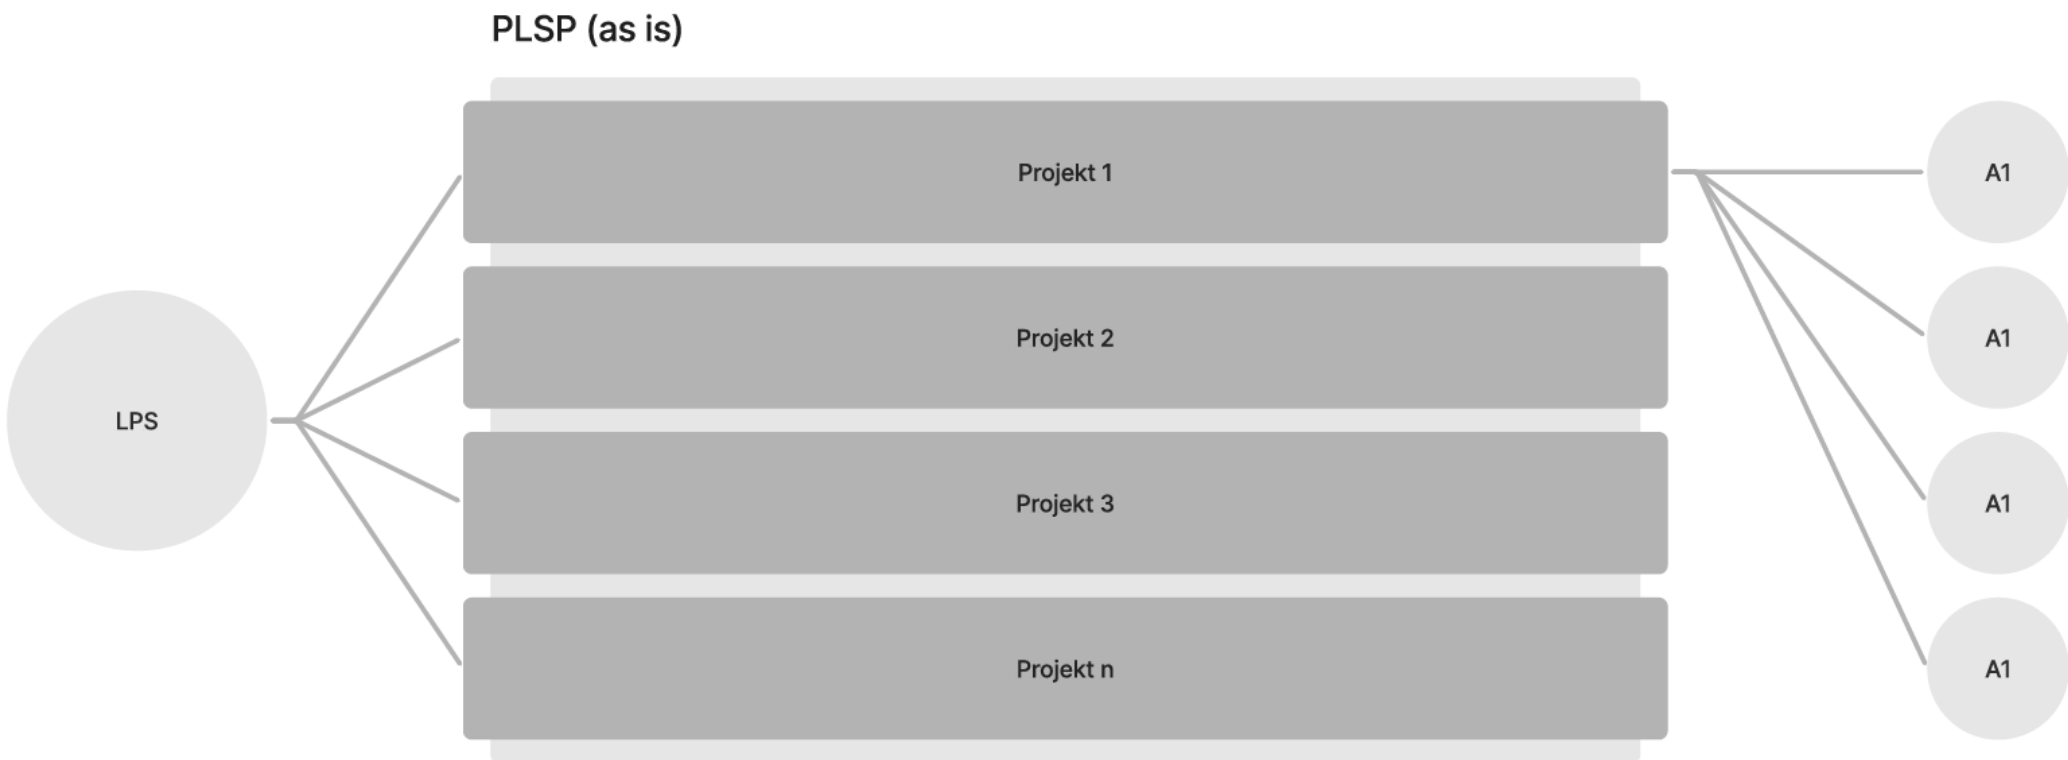 PLSP (as is)
LPS
Projekt 1
Projekt 2
Projekt 3
Projekt n
A1
A1
A1
A1